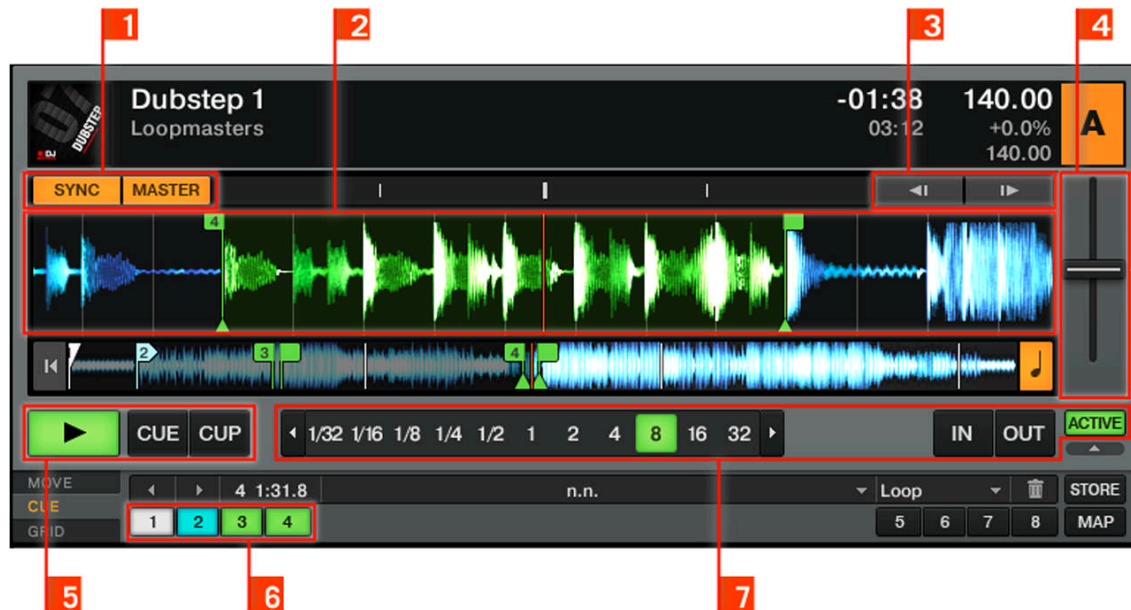 1 2 3 4
07 DUBSTEP
DJ
Dubstep 1 -01:38 140.00 A
Loopmasters 03:12 +0.0%
140.00
SYNC MASTER
4
2 3 4
CUE CUP 1/32 1/16 1/8 1/4 1/2 1 2 4 8 16 32 IN OUT ACTIVE
MOVE 4 1:31.8 n.n. Loop STORE
CUE 1 2 3 4 5 6 7 8 MAP
GRID
5 6 7